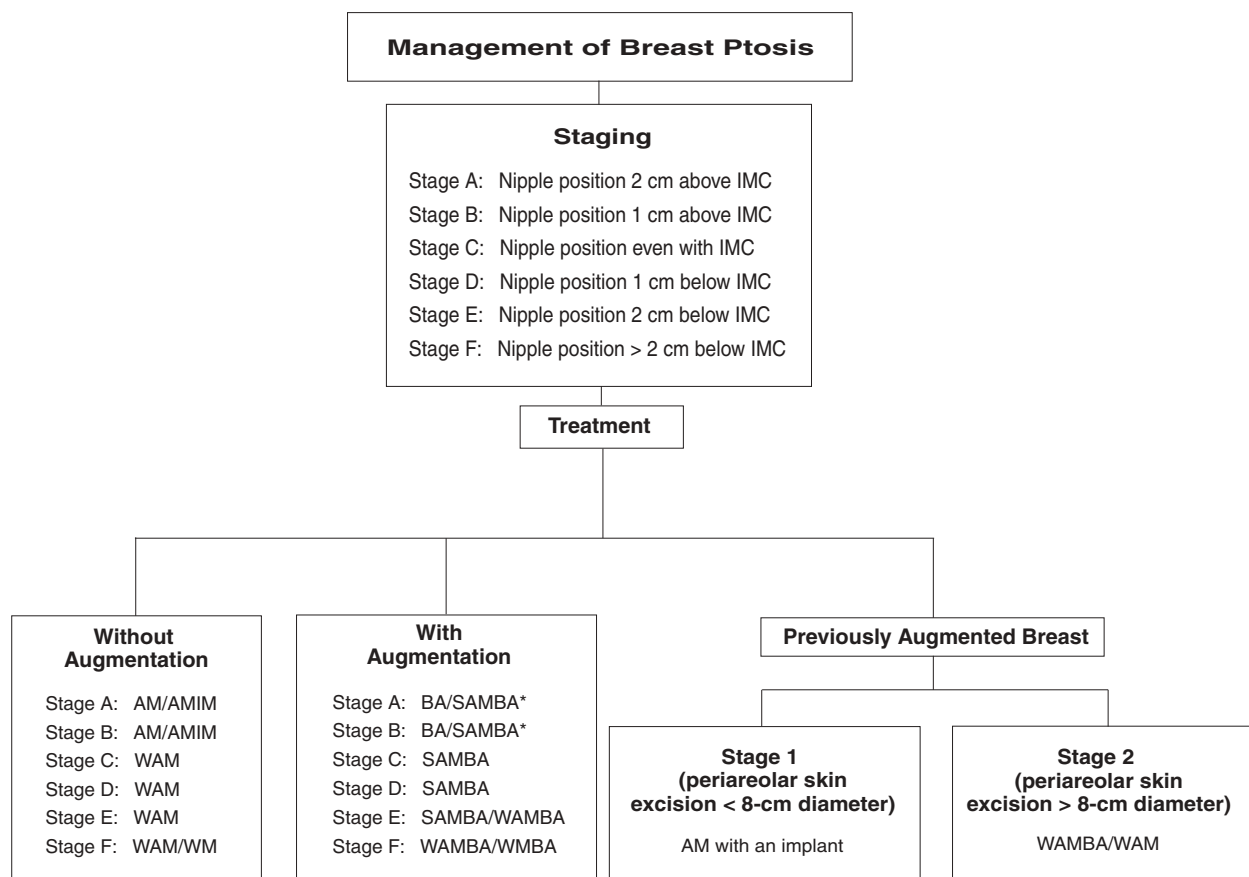 Management of Breast Ptosis
Staging
Stage A: Nipple position 2 cm above IMC
Stage B: Nipple position 1 cm above IMC
Stage C: Nipple position even with IMC
Stage D: Nipple position 1 cm below IMC
Stage E: Nipple position 2 cm below IMC
Stage F: Nipple position > 2 cm below IMC
Treatment
Without
Augmentation
Stage A: AM/AMIM
Stage B: AM/AMIM
Stage C: WAM
Stage D: WAM
Stage E: WAM
Stage F: WAM/WM
With
Augmentation
Stage A: BA/SAMBA*
Stage B: BA/SAMBA*
Stage C: SAMBA
Stage D: SAMBA
Stage E: SAMBA/WAMBA
Stage F: WAMBA/WMBA
Previously Augmented Breast
Stage 1
(periareolar skin
excision < 8-cm diameter)
AM with an implant
Stage 2
(periareolar skin
excision > 8-cm diameter)
WAMBA/WAM